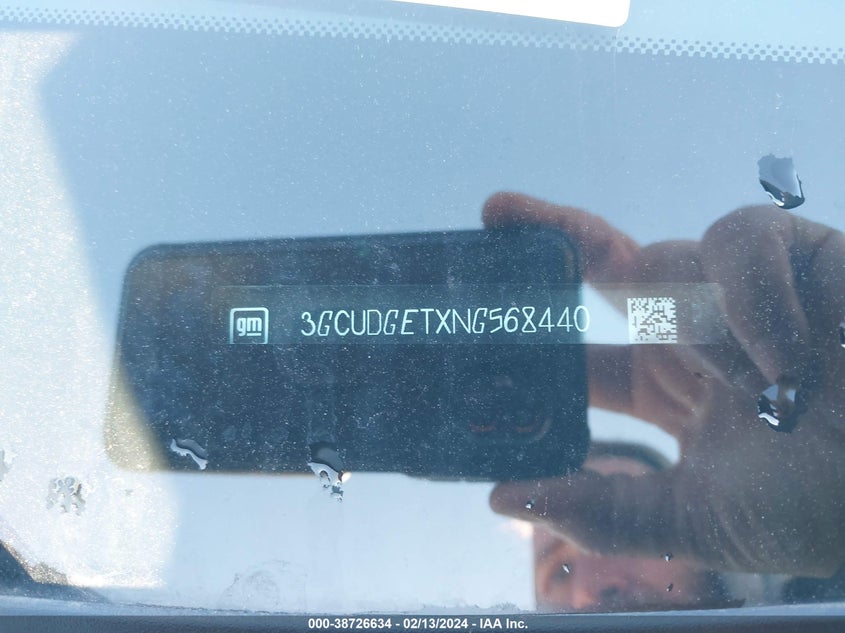 gm 3GCUDGETXNG568440
000-38726634 - 02/13/2024 - IAA Inc.